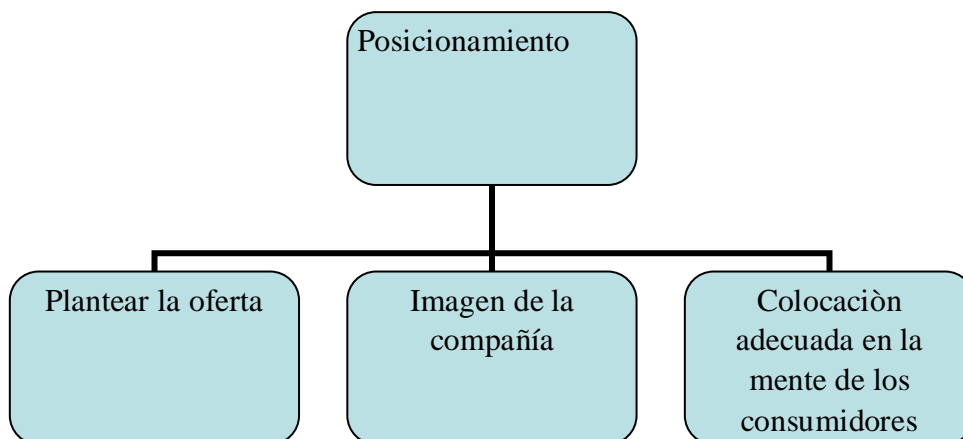 Posicionamiento
Plantear la oferta
Imagen de la
compañía
Colocaciòn
adecuada en la
mente de los
consumidores